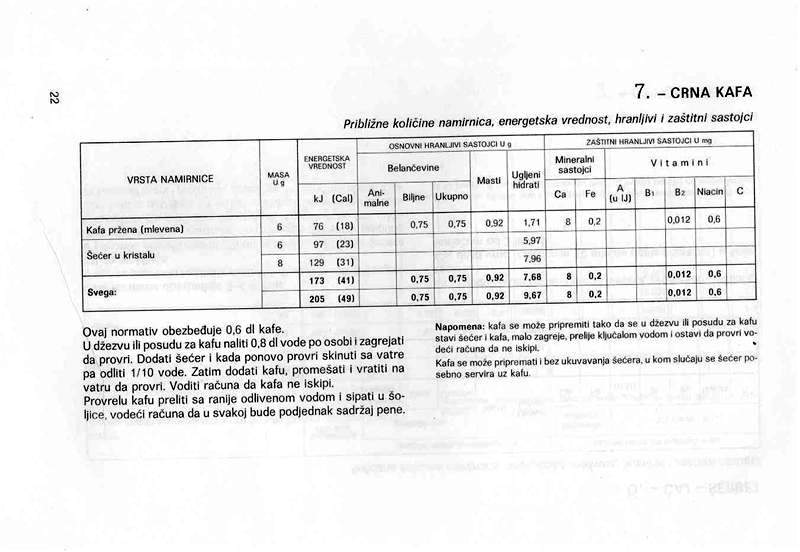 22
7. – CRNA KAFA
Približne količine namirnica, energetska vrednost, hranljivi i zaštitni sastojci
VRSTA NAMIRNICE
MASA U g
ENERGETSKA VREDNOST
kJ (Cal)
OSNOVNI HRANLJIVI SASTOJCI U g
Belančevine
Animalne Biljne Ukupno
Masti
Ugljeni hidrati
ZAŠTITNI HRANLJIVI SASTOJCI U mg
Mineralni sastojci
Ca Fe
Vitamini
A (u IJ) B1 B2 Niacin C
Kafa pržena (mlevena) 6 76 (18) 0,75 0,75 0,92 1,71 8 0,2 0,012 0,6
Šećer u kristalu 6 97 (23) 5,97
8 129 (31) 7,96
Svega: 173 (41) 0,75 0,75 0,92 7,68 8 0,2 0,012 0,6
205 (49) 0,75 0,75 0,92 9,67 8 0,2 0,012 0,6
Ovaj normativ obezbeđuje 0,6 dl kafe.
U džezvu ili posudu za kafu naliti 0,8 dl vode po osobi i zagrejati
da provri. Dodati šećer i kada ponovo provri skinuti sa vatre
pa odliti 1/10 vode. Zatim dodati kafu, promešati i vratiti na
vatru da provri. Voditi računa da kafa ne iskipi.
Provrelu kafu preliti sa ranije odlivenom vodom i sipati u šo-
ljice, vodeći računa da u svakoj bude podjednak sadržaj pene.
Napomena: kafa se može pripremiti tako da se u džezvu ili posudu za kafu
stavi šećer i kafa, malo zagreje, prelije ključalom vodom i ostavi da provri vo-
deći računa da ne iskipi.
Kafa se može pripremati i bez ukuvavanja šećera, u kom slučaju se šećer po-
sebno servira uz kafu.